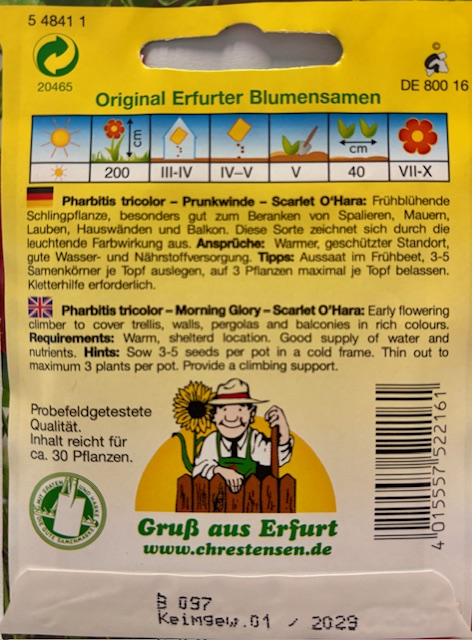 5 4841 1
20465
©
DE 800 16
Original Erfurter Blumensamen
cm
cm
200 III-IV IV–V V 40 VII-X
Pharbitis tricolor – Prunkwinde – Scarlet O'Hara: Frühblühende
Schlingpflanze, besonders gut zum Beranken von Spalieren, Mauern,
Lauben, Hauswänden und Balkon. Diese Sorte zeichnet sich durch die
leuchtende Farbwirkung aus. Ansprüche: Warmer, geschützter Standort,
gute Wasser- und Nährstoffversorgung. Tipps: Aussaat im Frühbeet, 3-5
Samenkörner je Topf auslegen, auf 3 Pflanzen maximal je Topf belassen.
Kletterhilfe erforderlich.
Pharbitis tricolor – Morning Glory – Scarlet O'Hara: Early flowering
climber to cover trellis, walls, pergolas and balconies in rich colours.
Requirements: Warm, shelterd location. Good supply of water and
nutrients. Hints: Sow 3-5 seeds per pot in a cold frame. Thin out to
maximum 3 plants per pot. Provide a climbing support.
Probefeldgetestete
Qualität.
Inhalt reicht für
ca. 30 Pflanzen.
Gruß aus Erfurt
www.chrestensen.de
4 015557 522161
097
Keimgew.01 / 2029